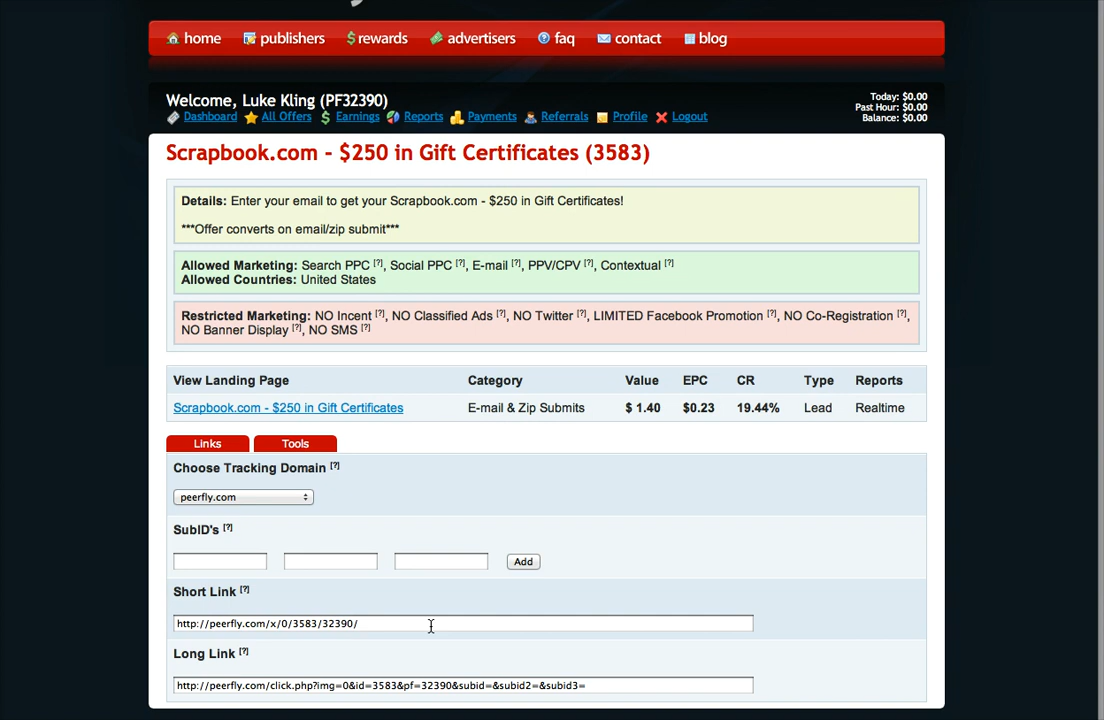 home publishers $ rewards advertisers faq contact blog
Welcome, Luke Kling (PF32390)
Today: $0.00
Past Hour: $0.00
Balance: $0.00
Dashboard All Offers $ Earnings Reports Payments Referrals Profile Logout
Scrapbook.com - $250 in Gift Certificates (3583)
Details: Enter your email to get your Scrapbook.com - $250 in Gift Certificates!
***Offer converts on email/zip submit***
Allowed Marketing: Search PPC [?], Social PPC [?], E-mail [?], PPV/CPV [?], Contextual [?]
Allowed Countries: United States
Restricted Marketing: NO Incent [?], NO Classified Ads [?], NO Twitter [?], LIMITED Facebook Promotion [?], NO Co-Registration [?],
NO Banner Display [?], NO SMS [?]
View Landing Page Category Value EPC CR Type Reports
Scrapbook.com - $250 in Gift Certificates E-mail & Zip Submits $ 1.40 $0.23 19.44% Lead Realtime
Links Tools
Choose Tracking Domain [?]
peerfly.com
SubID's [?]
Add
Short Link [?]
http://peerfly.com/x/0/3583/32390/
Long Link [?]
http://peerfly.com/click.php?img=0&id=3583&pf=32390&subid=&subid2=&subid3=